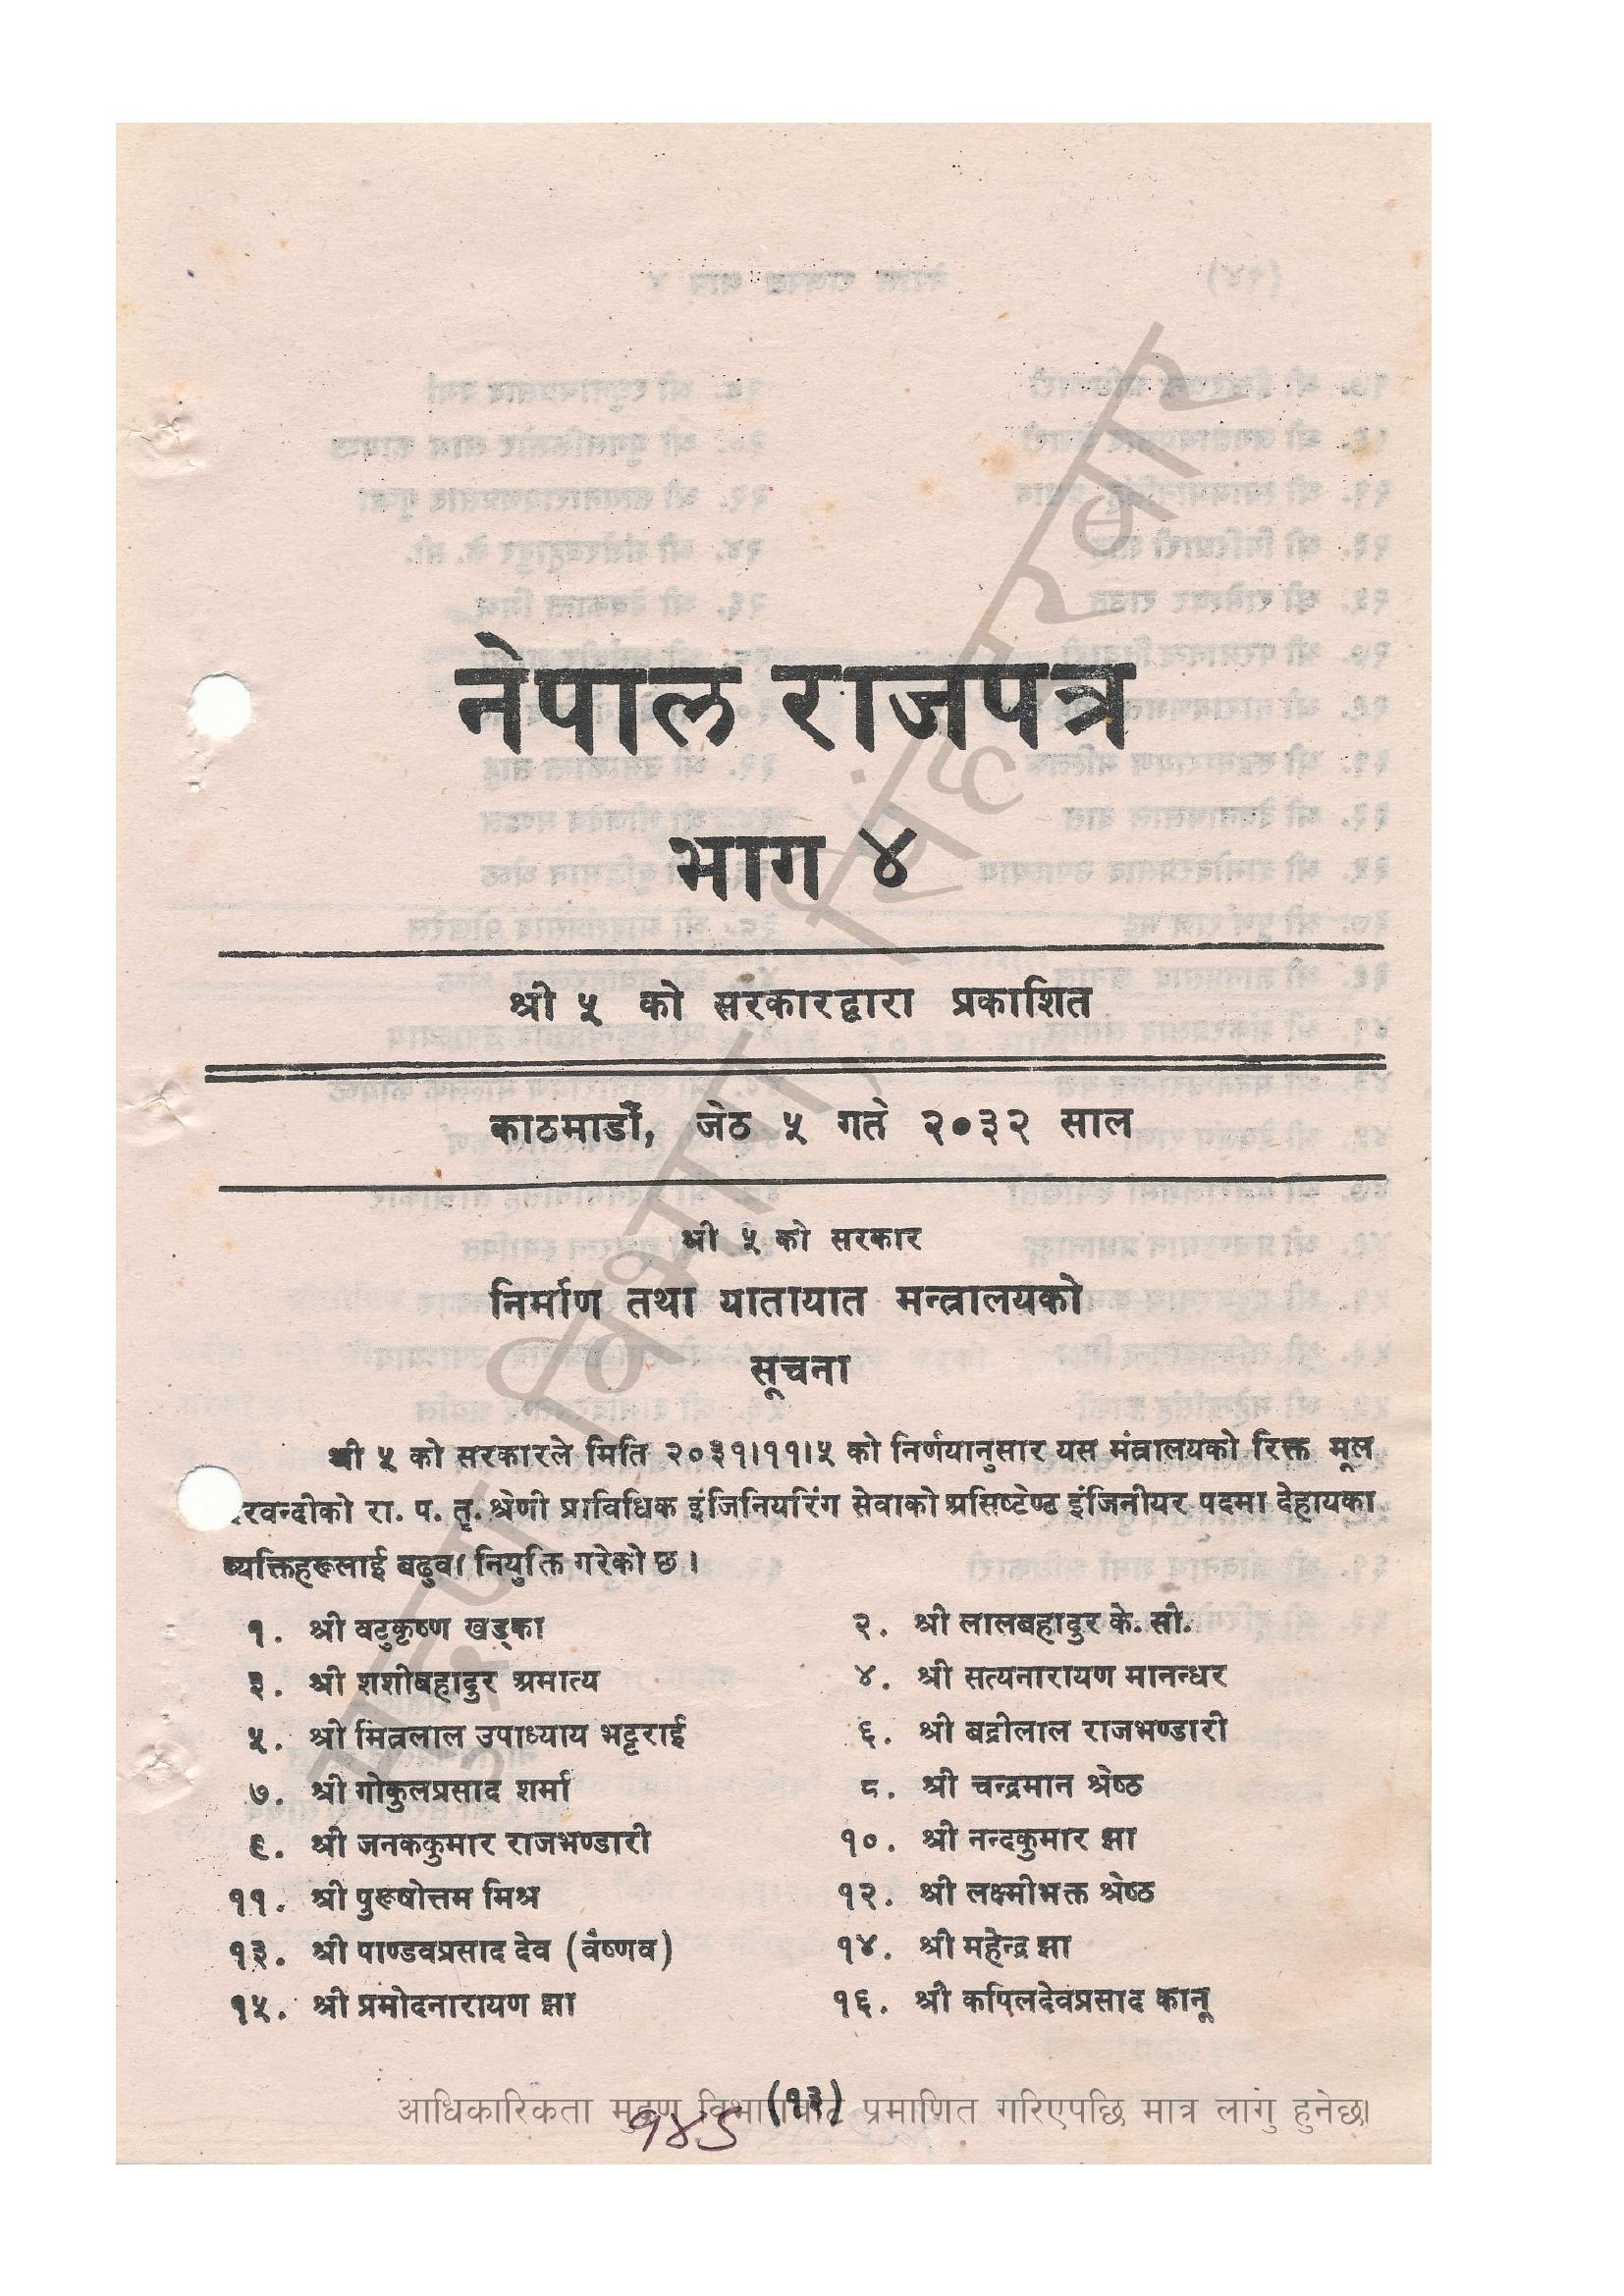 नेपाल राजपत्र
भाग ४
श्री ५ को सरकारद्वारा प्रकाशित
काठमाडौं, जेठ ५ गते २०३२ साल
श्री ५ को सरकार
निर्माण तथा यातायात मन्त्रालयको
सूचना
श्री ५ को सरकारले मिति २०३१।११।५ को निर्णयानुसार यस मंत्रालयको रिक्त मूल
दरवन्दीको रा. प. तृ. श्रेणी प्राविधिक इंजिनियरिंग सेवाको असिष्टेण्ट इंजिनीयर पदमा देहायका
व्यक्तिहरूलाई बढुवा नियुक्ति गरेको छ ।
१. श्री वटुकृष्ण खड्का
२. श्री लालबहादुर के. सी.
३. श्री शशीबहादुर अमात्य
४. श्री सत्यनारायण मानन्धर
५. श्री मित्रलाल उपाध्याय भट्टराई
६. श्री बद्रीलाल राजभण्डारी
७. श्री गोकुलप्रसाद शर्मा
८. श्री चन्द्रमान श्रेष्ठ
९. श्री जनककुमार राजभण्डारी
१०. श्री नन्दकुमार झा
११. श्री पुरूषोत्तम मिश्र
१२. श्री लक्ष्मीभक्त श्रेष्ठ
१३. श्री पाण्डवप्रसाद देव (वैष्णव)
१४. श्री महेन्द्र झा
१५. श्री प्रमोदनारायण झा
१६. श्री कपिलदेवप्रसाद कानू
(१३)
आधिकारिकता मुद्रण विभागबाट प्रमाणित गरिएपछि मात्र लागु हुनेछ।
मुद्रण विभाग, सिंहदरबार